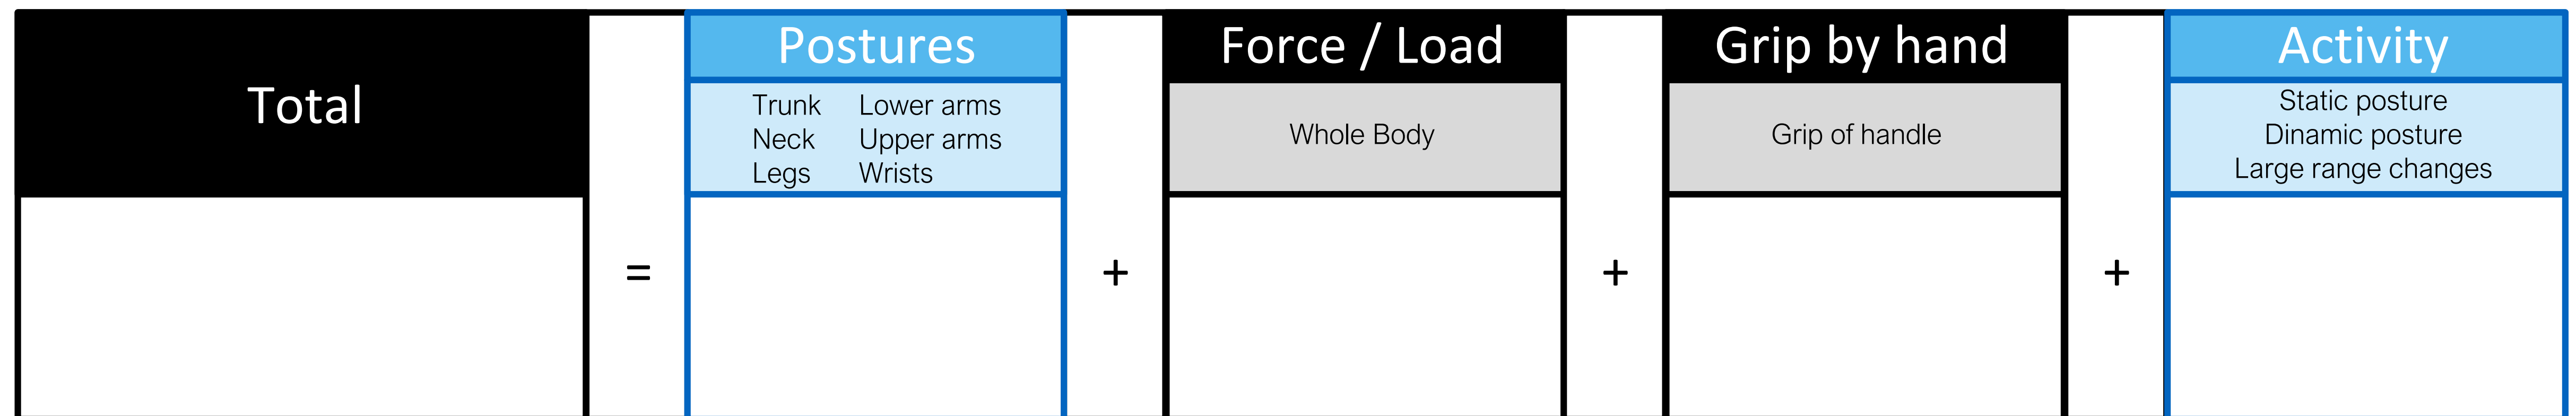 Total
Postures
Trunk Lower arms
Neck Upper arms
Legs Wrists
Force / Load
Whole Body
Grip by hand
Grip of handle
Activity
Static posture
Dinamic posture
Large range changes
= + + +